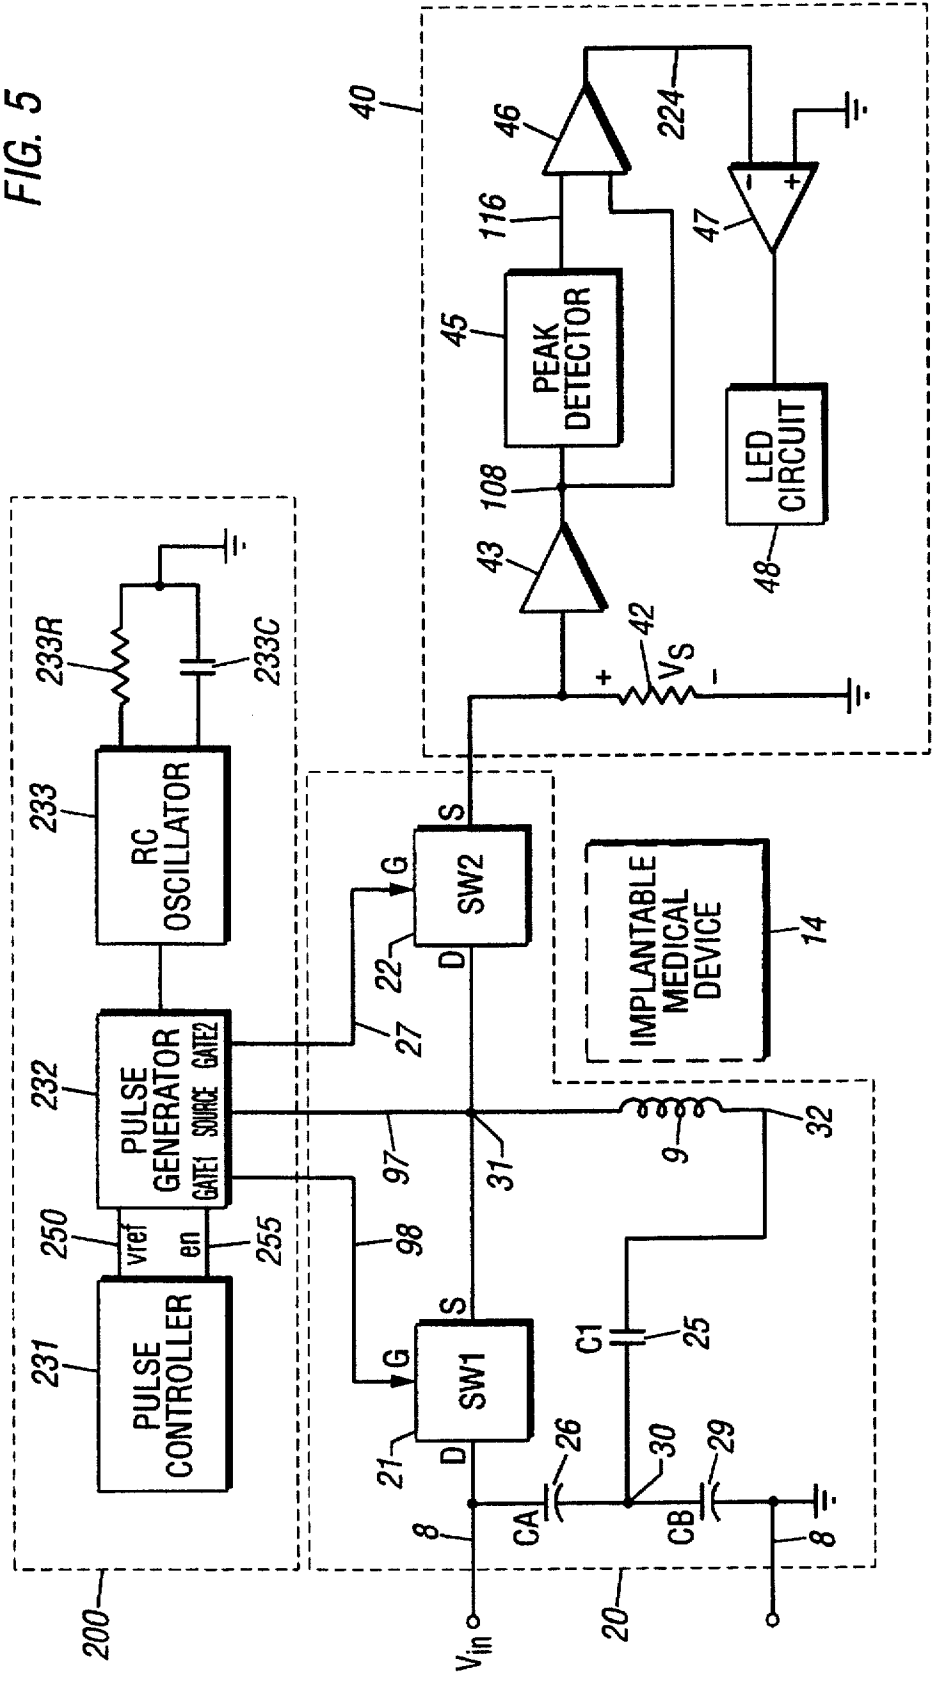 FIG. 5
200
231
PULSE
CONTROLLER
250
vref
en
255
232
PULSE
GENERATOR
GATE1 SOURCE GATE2
233
RC
OSCILLATOR
233R
233C
98
97
27
Vin
8
21
D
SW1
G
S
31
22
D
SW2
G
S
CA
26
30
CB
29
8
20
C1
25
9
32
IMPLANTABLE
MEDICAL
DEVICE
14
40
42
+
VS
-
43
108
45
PEAK
DETECTOR
116
46
224
-
+
47
LED
CIRCUIT
48